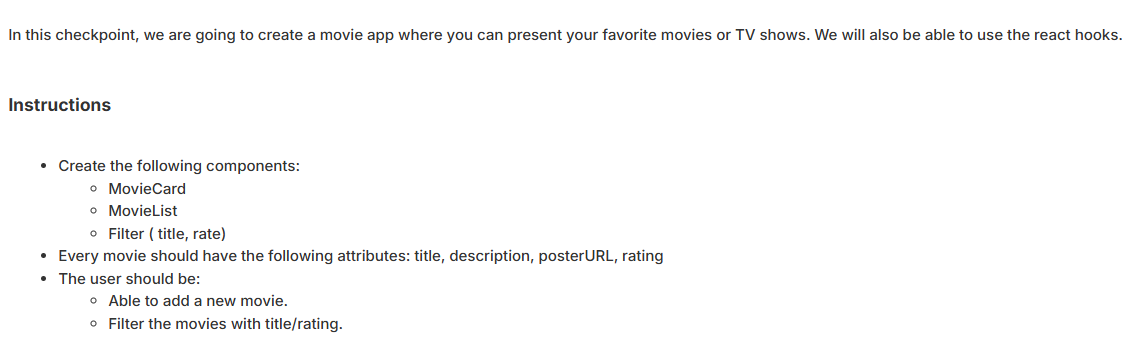 In this checkpoint, we are going to create a movie app where you can present your favorite movies or TV shows. We will also be able to use the react hooks.
Instructions
• Create the following components:
◦ MovieCard
◦ MovieList
◦ Filter ( title, rate)
• Every movie should have the following attributes: title, description, posterURL, rating
• The user should be:
◦ Able to add a new movie.
◦ Filter the movies with title/rating.